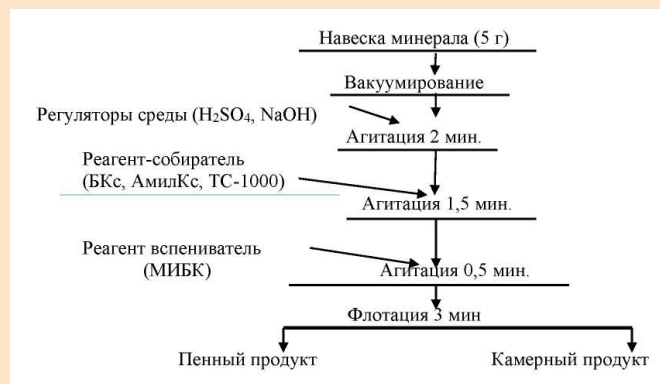 Навеска минерала (5 г)
Вакуумирование
Регуляторы среды (H₂SO₄, NaOH)
Агитация 2 мин.
Реагент-собиратель
(БКс, АмилКс, ТС-1000)
Агитация 1,5 мин.
Реагент вспениватель
(МИБК)
Агитация 0,5 мин.
Флотация 3 мин
Пенный продукт
Камерный продукт